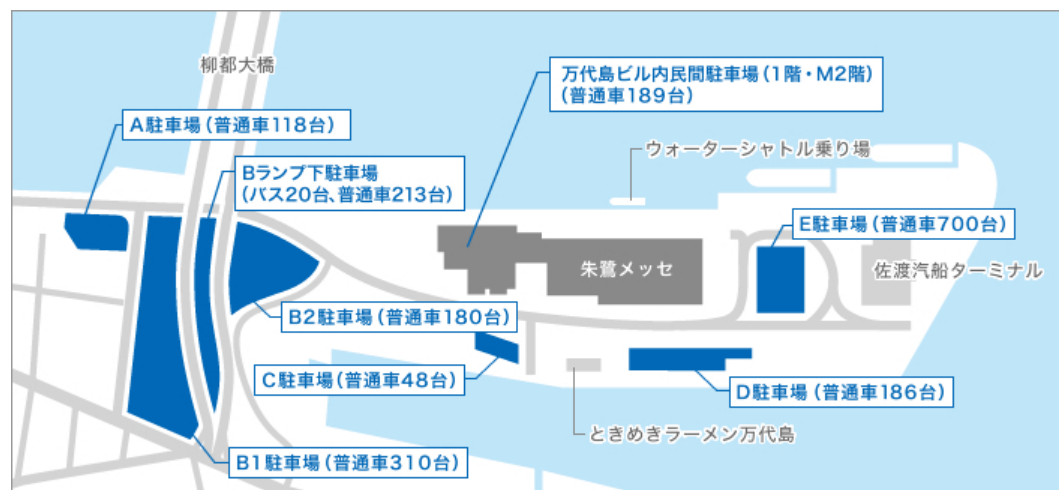 柳都大橋
万代島ビル内民間駐車場(1階・M2階)
(普通車189台)
A駐車場(普通車118台)
ウォーターシャトル乗り場
Bランプ下駐車場
(バス20台、普通車213台)
E駐車場(普通車700台)
朱鷺メッセ
佐渡汽船ターミナル
B2駐車場(普通車180台)
C駐車場(普通車48台)
D駐車場(普通車186台)
ときめきラーメン万代島
B1駐車場(普通車310台)